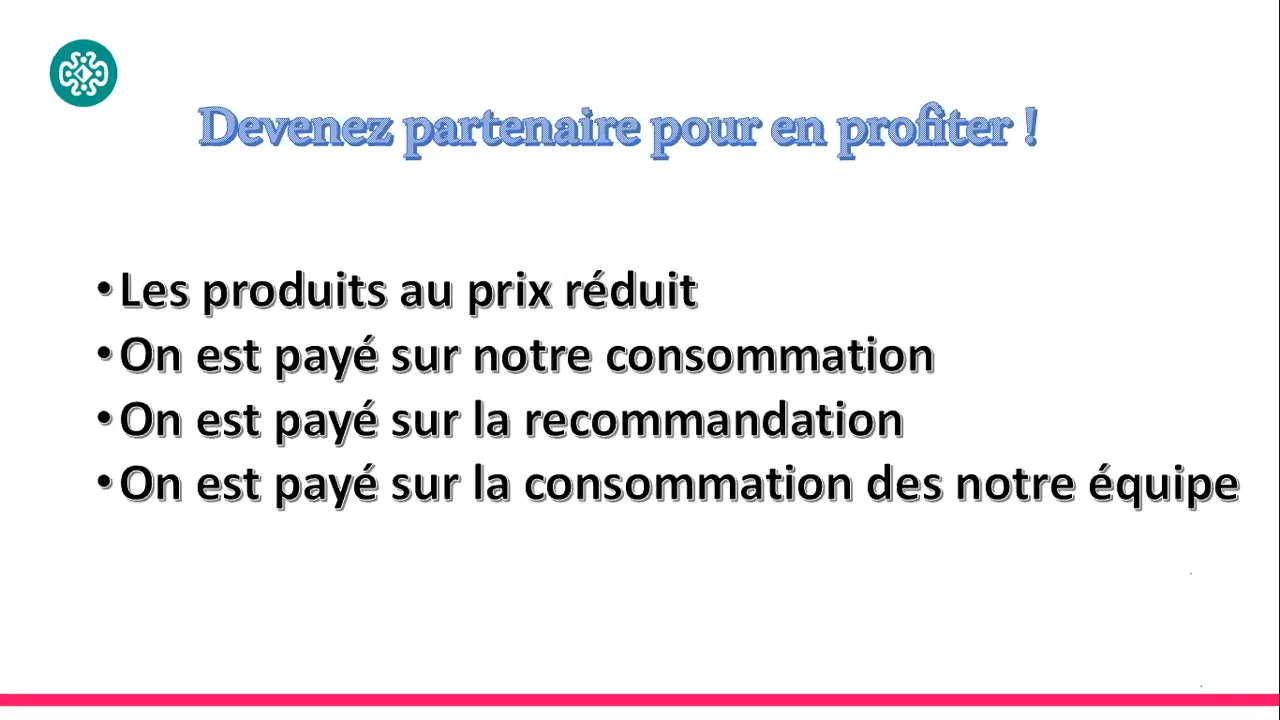 Devenez partenaire pour en profiter !
• Les produits au prix réduit
• On est payé sur notre consommation
• On est payé sur la recommandation
• On est payé sur la consommation des notre équipe